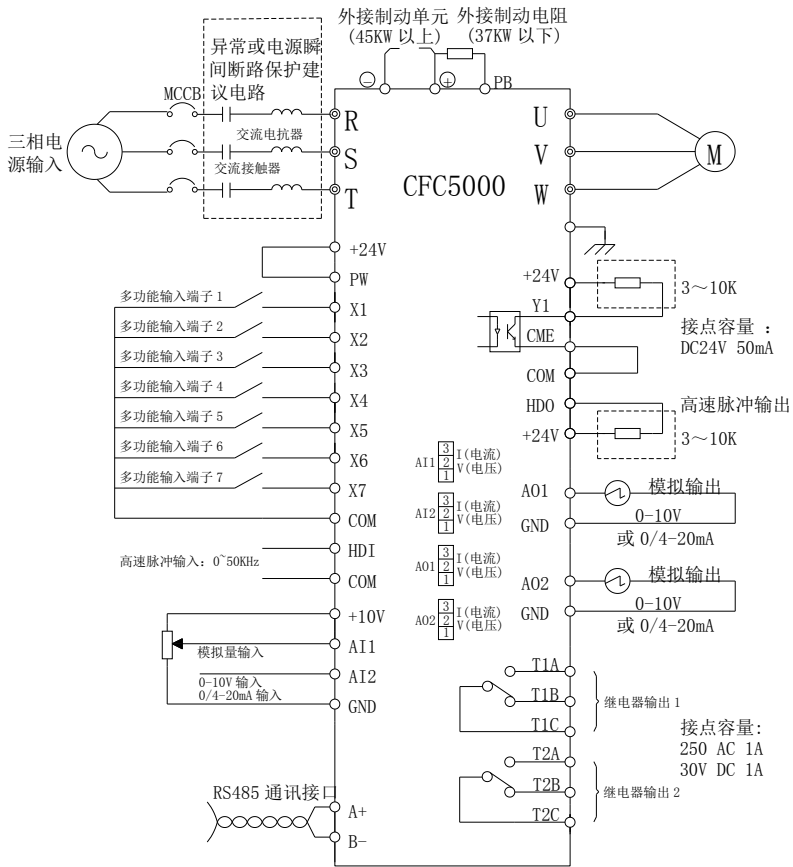 外接制动单元
(45KW 以上)
外接制动电阻
(37KW 以下)
异常或电源瞬
间断路保护建
议电路
MCCB
交流电抗器
交流接触器
三相电
源输入
PB
R
S
T
U
V
W
M
CFC5000
+24V
PW
多功能输入端子 1
X1
多功能输入端子 2
X2
多功能输入端子 3
X3
多功能输入端子 4
X4
多功能输入端子 5
X5
多功能输入端子 6
X6
多功能输入端子 7
X7
COM
HDI
高速脉冲输入：0~50KHz
COM
+10V
AI1
模拟量输入
AI2
0-10V 输入
0/4-20mA 输入
GND
RS485 通讯接口
A+
B-
+24V
3～10K
Y1
CME
接点容量 ：
DC24V 50mA
COM
HDO
高速脉冲输出
+24V
3～10K
AI1
3
2
1
I(电流)
V(电压)
AI2
3
2
1
I(电流)
V(电压)
AO1
3
2
1
I(电流)
V(电压)
AO2
3
2
1
I(电流)
V(电压)
AO1
模拟输出
GND
0-10V
或 0/4-20mA
AO2
模拟输出
GND
0-10V
或 0/4-20mA
T1A
T1B
T1C
继电器输出 1
T2A
T2B
T2C
继电器输出 2
接点容量:
250 AC 1A
30V DC 1A